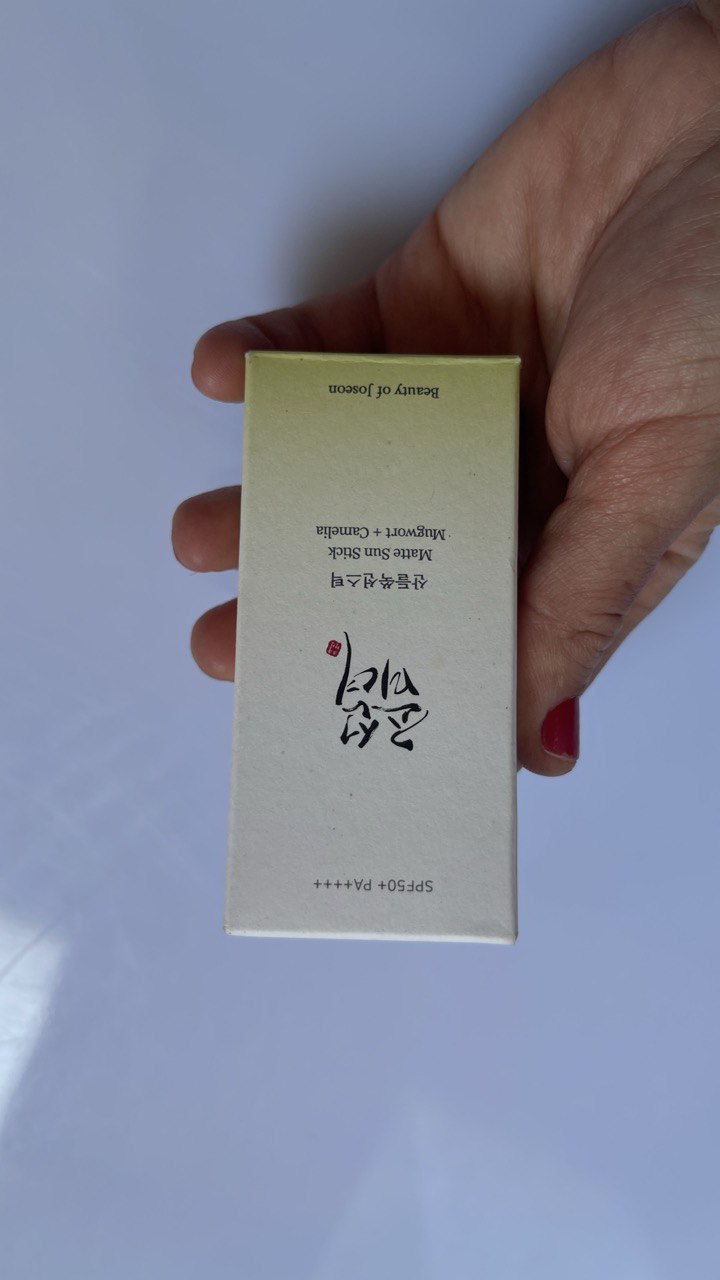 SPF50+ PA++++
조선
미녀
산들쑥선스틱
Matte Sun Stick
Mugwort + Camelia
Beauty of Joseon